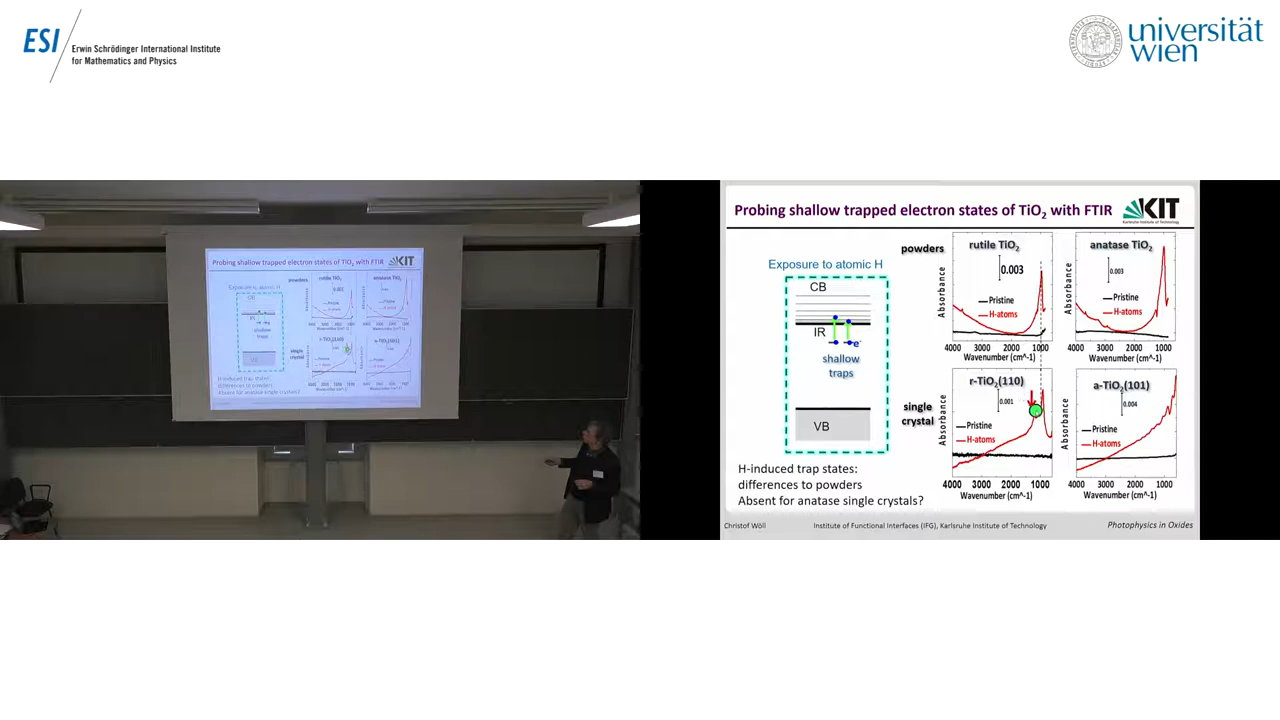 ESI
Erwin Schrödinger International Institute
for Mathematics and Physics
universität
wien
Probing shallow trapped electron states of TiO2 with FTIR
KIT
Karlsruhe Institute of Technology
powders
rutile TiO2
anatase TiO2
Exposure to atomic H
CB
IR
e-
shallow
traps
VB
Absorbance
0.003
Pristine
H-atoms
4000 3000 2000 1000
Wavenumber (cm^-1)
Absorbance
0.003
Pristine
H-atoms
4000 3000 2000 1000
Wavenumber (cm^-1)
single
crystal
r-TiO2(110)
Absorbance
0.001
Pristine
H-atoms
4000 3000 2000 1000
Wavenumber (cm^-1)
a-TiO2(101)
Absorbance
0.004
Pristine
H-atoms
4000 3000 2000 1000
Wavenumber (cm^-1)
H-induced trap states:
differences to powders
Absent for anatase single crystals?
Christof Wöll
Institute of Functional Interfaces (IFG), Karlsruhe Institute of Technology
Photophysics in Oxides